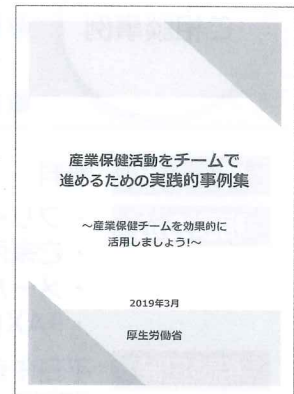 産業保健活動をチームで
進めるための実践的事例集
～産業保健チームを効果的に
活用しましょう!～
2019年3月
厚生労働省